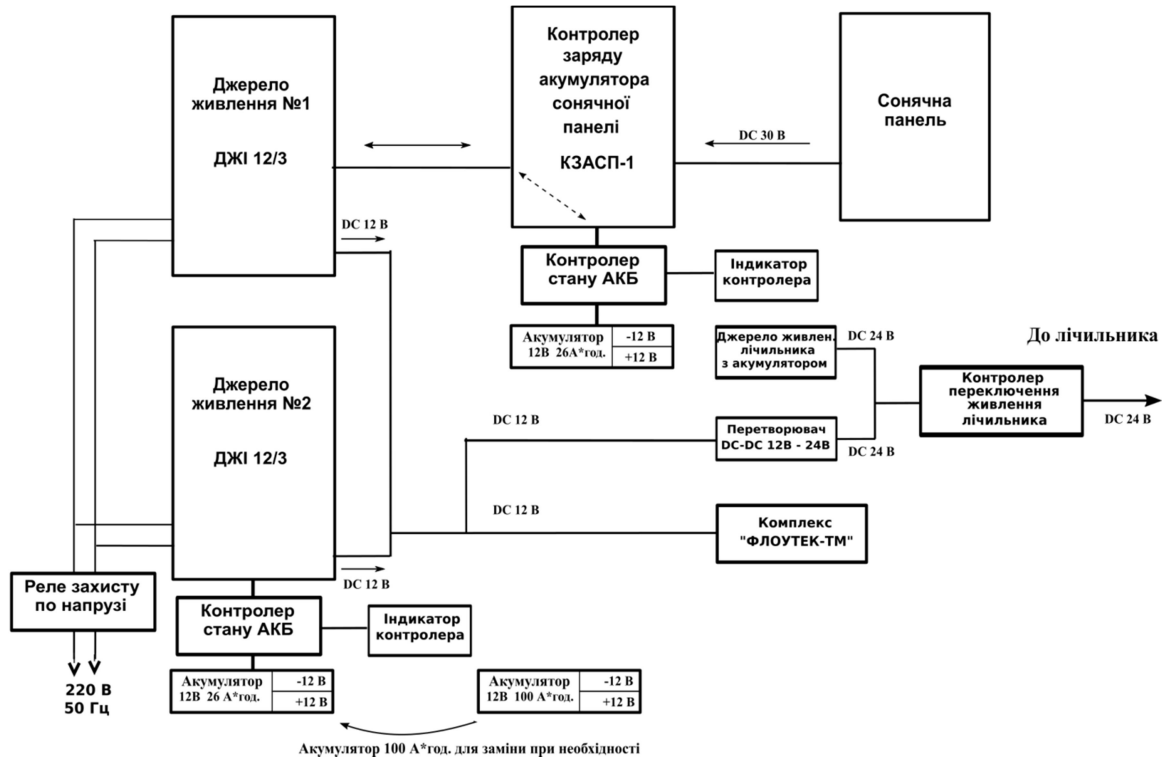 Джерело
живлення №1
ДЖІ 12/3
Контролер
заряду
акумулятора
сонячної
панелі
КЗАСП-1
DC 30 В
Сонячна
панель
DC 12 В
Контролер
стану АКБ
Індикатор
контролера
Акумулятор
12В 26А*год.
-12 В
+12 В
Джерело живлен.
лічильника
з акумулятором
DC 24 В
До лічильника
Контролер
переключення
живлення
лічильника
DC 24 В
Джерело
живлення №2
ДЖІ 12/3
DC 12 В
Перетворювач
DC-DC 12В - 24В
DC 24 В
DC 12 В
Комплекс
"ФЛОУТЕК-ТМ"
DC 12 В
Реле захисту
по напрузі
220 В
50 Гц
Контролер
стану АКБ
Індикатор
контролера
Акумулятор
12В 26 А*год.
-12 В
+12 В
Акумулятор
12В 100 А*год.
-12 В
+12 В
Акумулятор 100 А*год. для заміни при необхідності